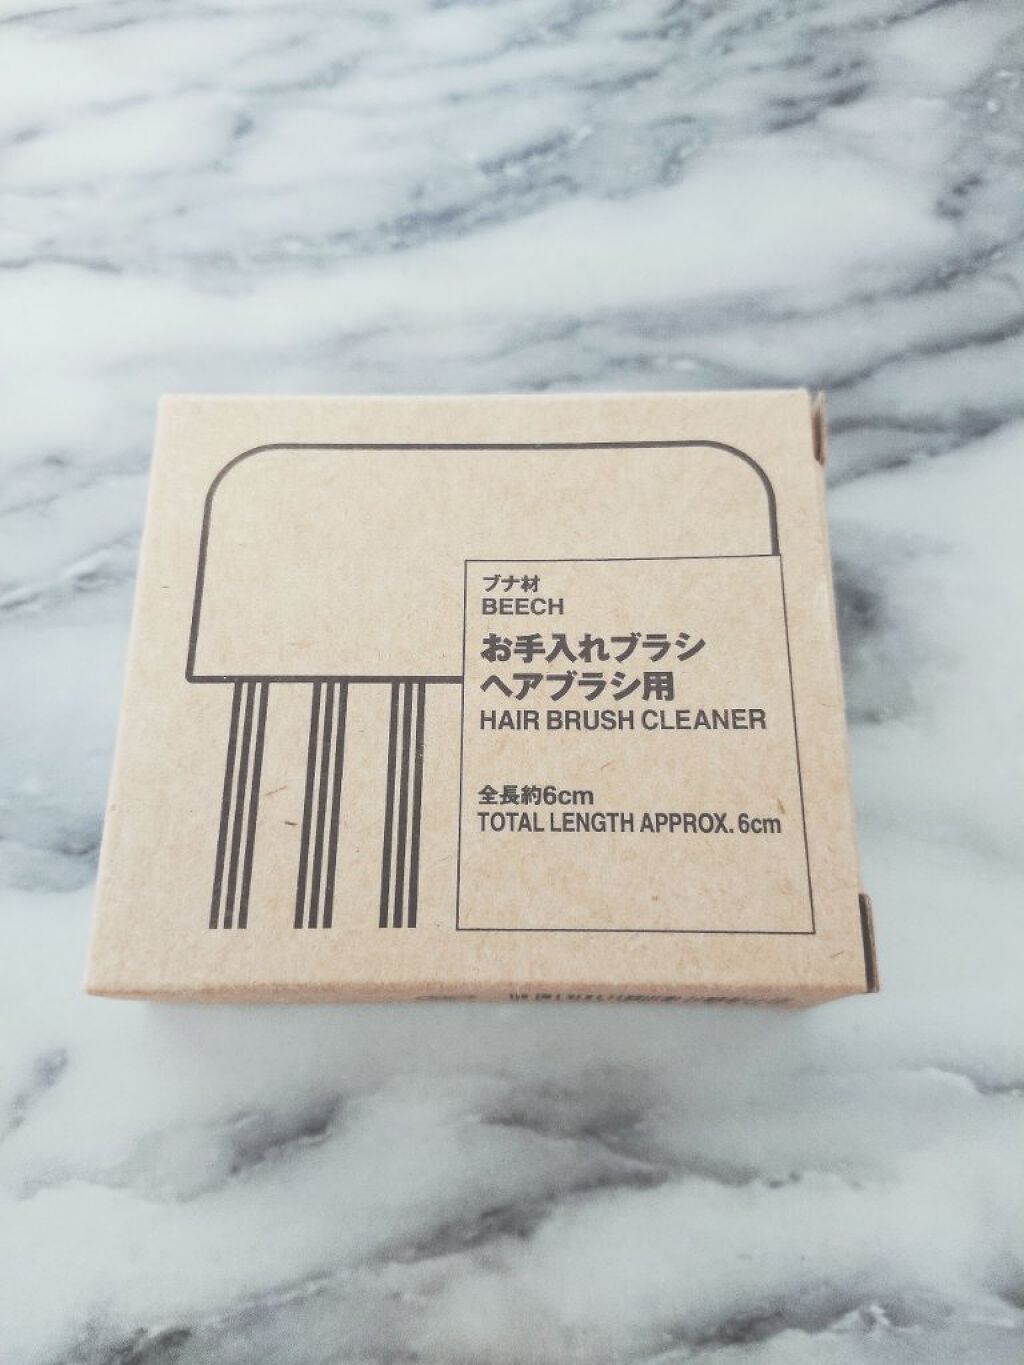 ブナ材
BEECH
お手入れブラシ
ヘアブラシ用
HAIR BRUSH CLEANER
全長約6cm
TOTAL LENGTH APPROX. 6cm